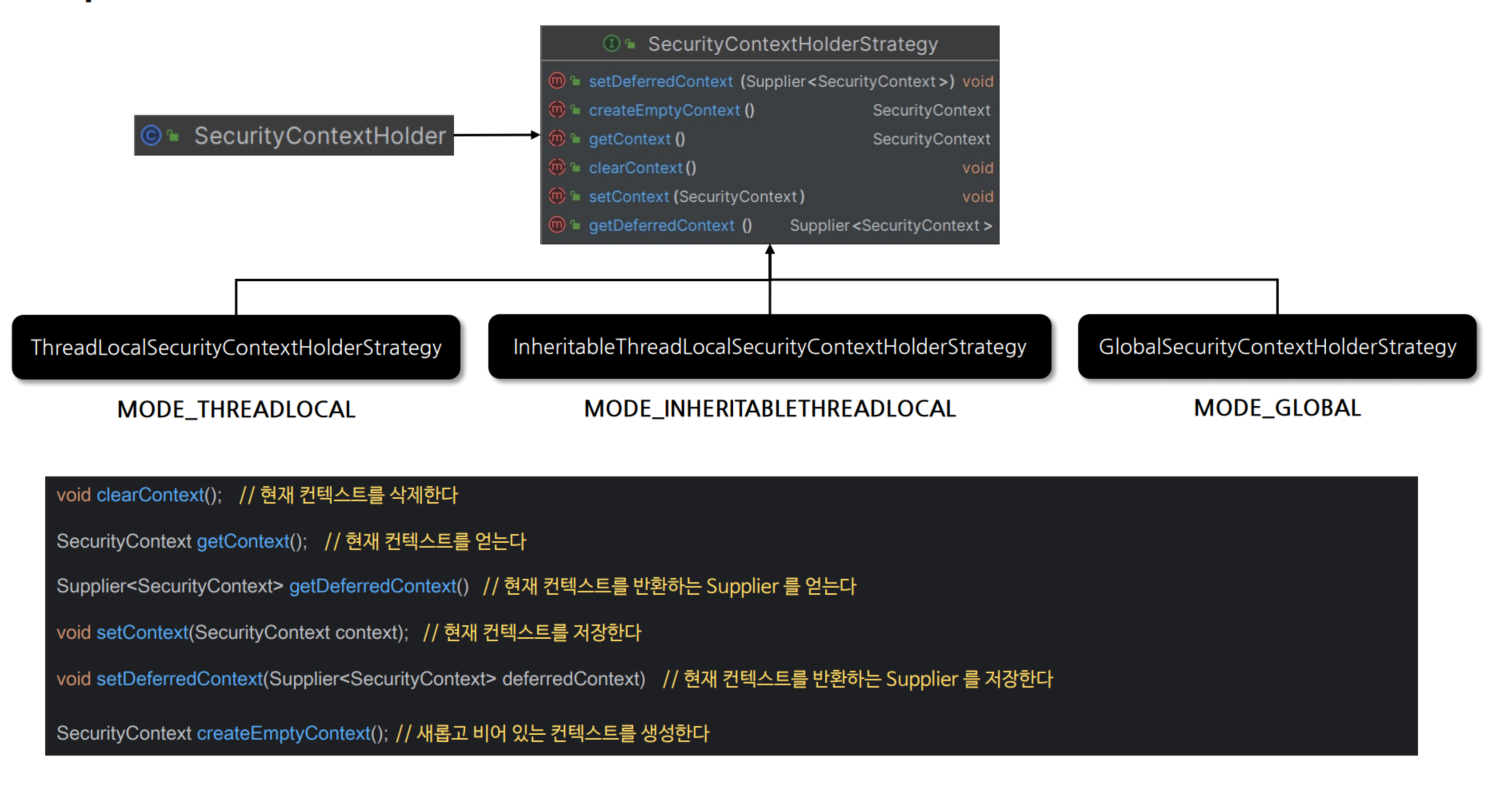 SecurityContextHolderStrategy
setDeferredContext (Supplier<SecurityContext>) void
createEmptyContext () SecurityContext
SecurityContextHolder
getContext () SecurityContext
clearContext () void
setContext (SecurityContext) void
getDeferredContext () Supplier<SecurityContext>
ThreadLocalSecurityContextHolderStrategy
InheritableThreadLocalSecurityContextHolderStrategy
GlobalSecurityContextHolderStrategy
MODE_THREADLOCAL
MODE_INHERITABLETHREADLOCAL
MODE_GLOBAL
void clearContext(); // 현재 컨텍스트를 삭제한다
SecurityContext getContext(); // 현재 컨텍스트를 얻는다
Supplier<SecurityContext> getDeferredContext() // 현재 컨텍스트를 반환하는 Supplier 를 얻는다
void setContext(SecurityContext context); // 현재 컨텍스트를 저장한다
void setDeferredContext(Supplier<SecurityContext> deferredContext) // 현재 컨텍스트를 반환하는 Supplier 를 저장한다
SecurityContext createEmptyContext(); // 새롭고 비어 있는 컨텍스트를 생성한다